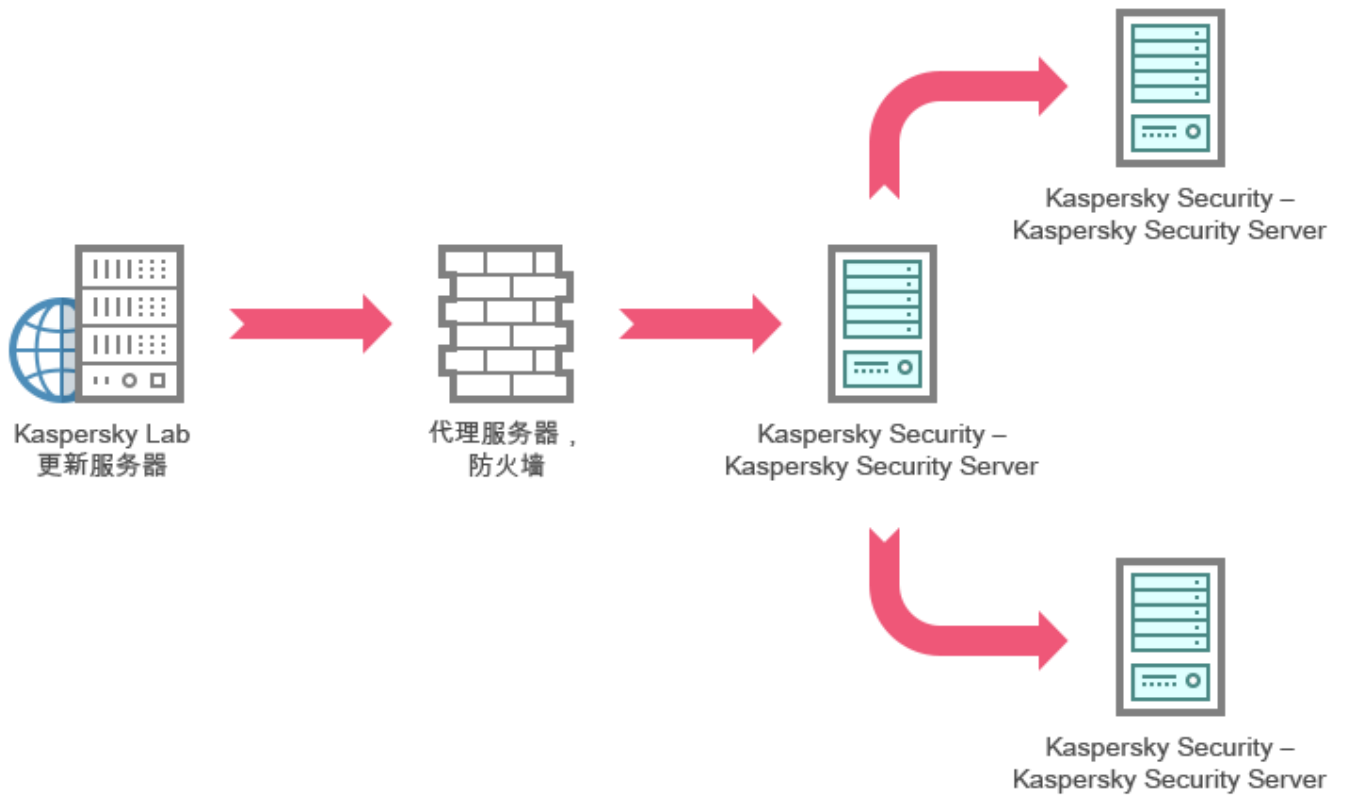 Kaspersky Security –
Kaspersky Security Server
Kaspersky Lab
更新服务器
代理服务器，
防火墙
Kaspersky Security –
Kaspersky Security Server
Kaspersky Security –
Kaspersky Security Server